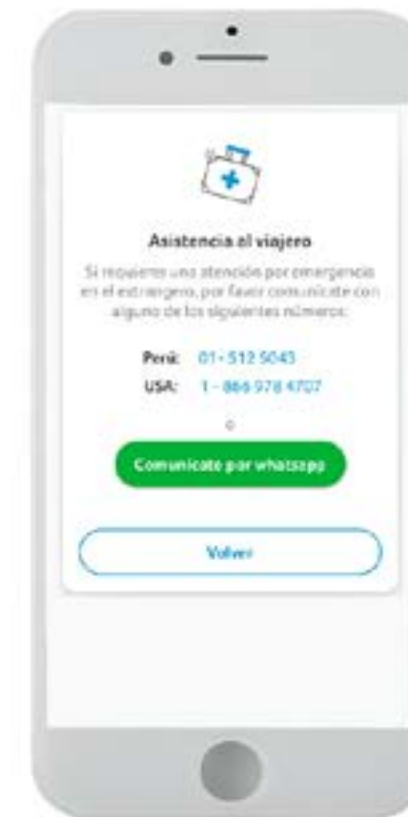 Asistencia al viajero
Si requieres una atención por emergencia
en el extranjero, por favor comunícate con
alguno de los siguientes números:
Perú: 01 - 512 5043
USA: 1 - 866 978 4707
o
Comunícate por whatsapp
Volver